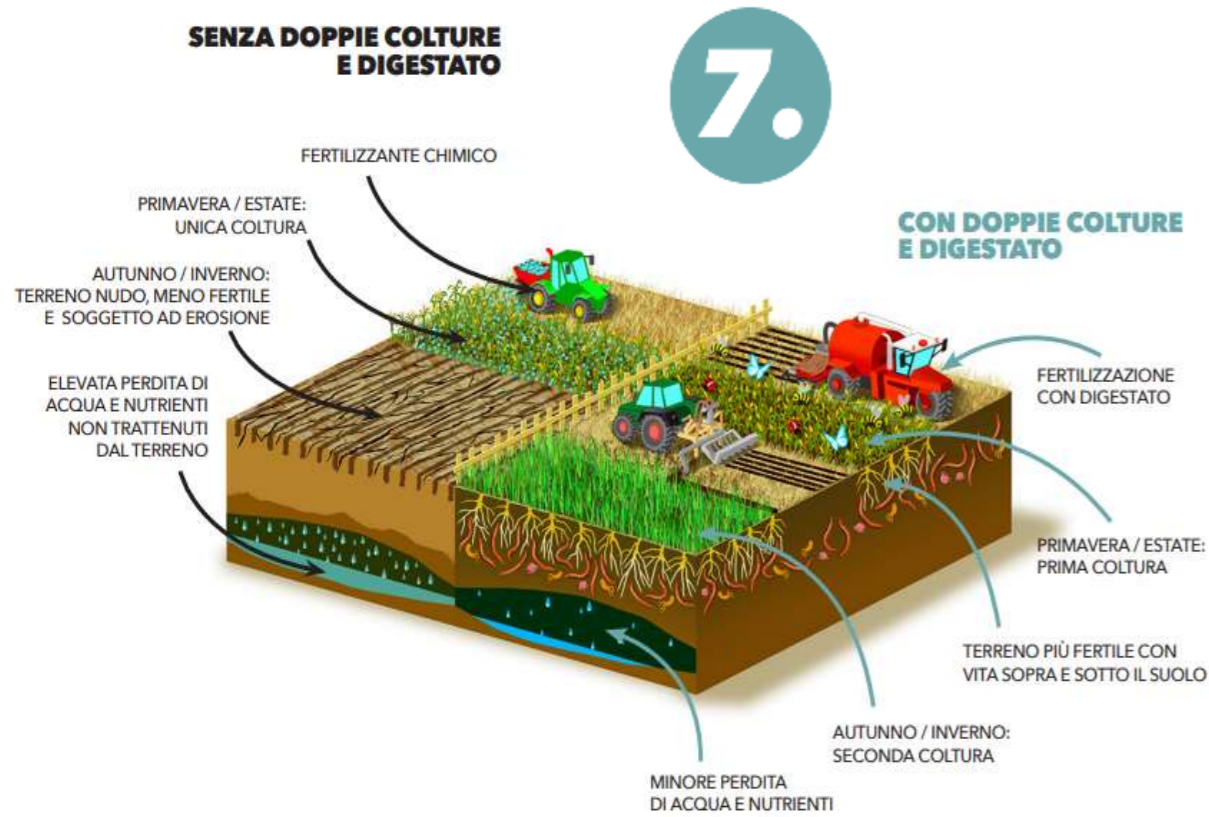 SENZA DOPPIE COLTURE
E DIGESTATO
7.
FERTILIZZANTE CHIMICO
PRIMAVERA / ESTATE:
UNICA COLTURA
AUTUNNO / INVERNO:
TERRENO NUDO, MENO FERTILE
E SOGGETTO AD EROSIONE
ELEVATA PERDITA DI
ACQUA E NUTRIENTI
NON TRATTENUTI
DAL TERRENO
CON DOPPIE COLTURE
E DIGESTATO
FERTILIZZAZIONE
CON DIGESTATO
PRIMAVERA / ESTATE:
PRIMA COLTURA
TERRENO PIÙ FERTILE CON
VITA SOPRA E SOTTO IL SUOLO
AUTUNNO / INVERNO:
SECONDA COLTURA
MINORE PERDITA
DI ACQUA E NUTRIENTI